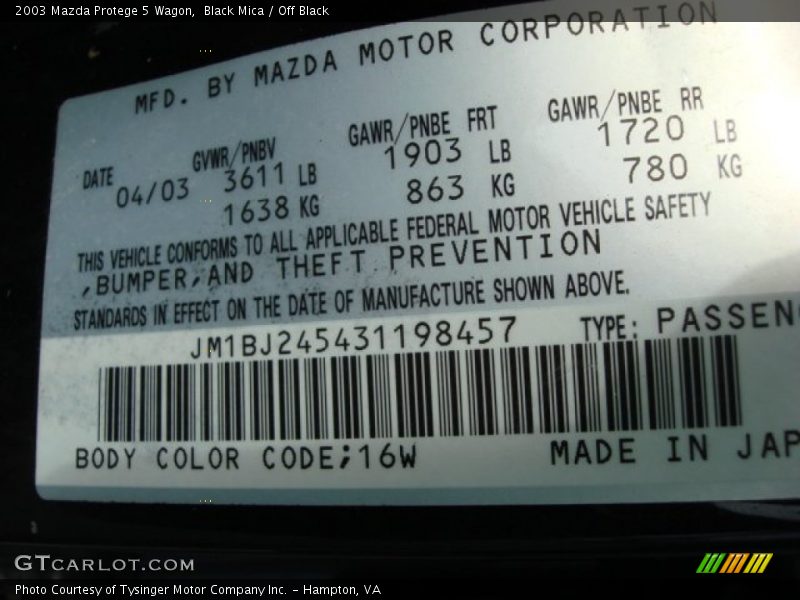 2003 Mazda Protege 5 Wagon,  Black Mica / Off Black
MFD. BY MAZDA MOTOR CORPORATION
DATE GVWR/PNBV GAWR/PNBE FRT GAWR/PNBE RR
04/03 3611 LB 1903 LB 1720 LB
1638 KG 863 KG 780 KG
THIS VEHICLE CONFORMS TO ALL APPLICABLE FEDERAL MOTOR VEHICLE SAFETY
,BUMPER,AND THEFT PREVENTION
STANDARDS IN EFFECT ON THE DATE OF MANUFACTURE SHOWN ABOVE.
JM1BJ245431198457 TYPE: PASSEN
BODY COLOR CODE;16W MADE IN JAP
GTCARLOT.COM
Photo Courtesy of Tysinger Motor Company Inc. - Hampton, VA